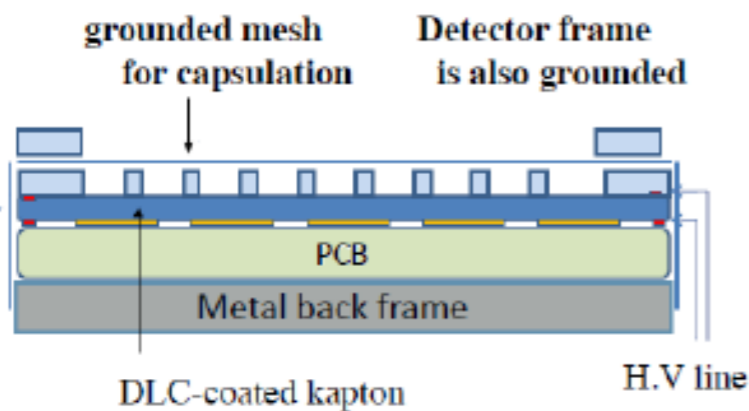 grounded mesh
for capsulation
Detector frame
is also grounded
PCB
Metal back frame
DLC-coated kapton
H.V line